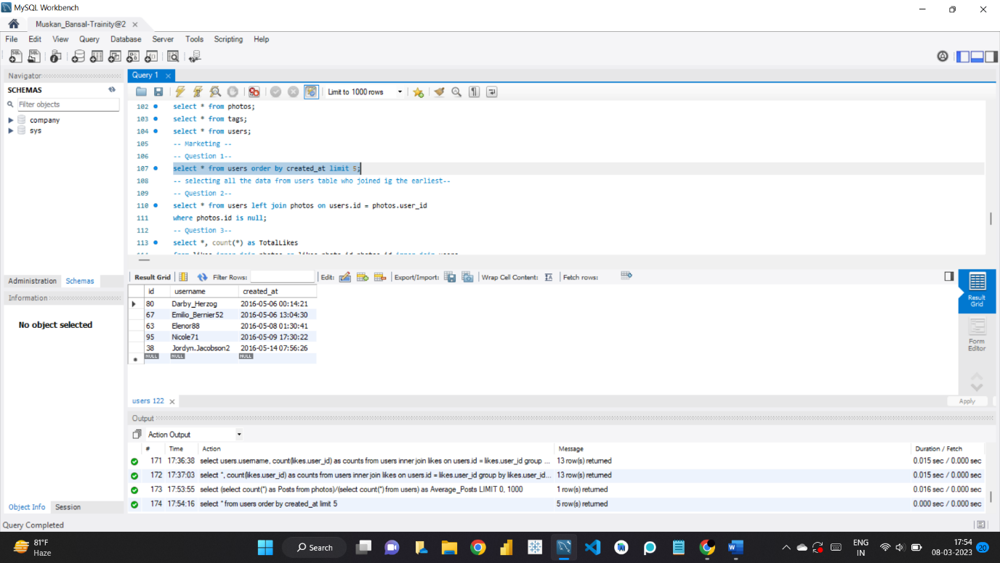 MySQL Workbench
Muskan_Bansal-Trainity@2
File Edit View Query Database Server Tools Scripting Help
Navigator
SCHEMAS
Filter objects
company
sys
Administration Schemas
Information
No object selected
Object Info Session
Query Completed
Query 1
Limit to 1000 rows
102 select * from photos;
103 select * from tags;
104 select * from users;
105 -- Marketing --
106 -- Question 1--
107 select * from users order by created_at limit 5;
108 -- selecting all the data from users table who joined ig the earliest--
109 -- Question 2--
110 select * from users left join photos on users.id = photos.user_id
111 where photos.id is null;
112 -- Question 3--
113 select *, count(*) as TotalLikes
Result Grid Filter Rows: Edit: Export/Import: Wrap Cell Content: Fetch rows:
id username created_at
80 Darby_Herzog 2016-05-06 00:14:21
67 Emilio_Bernier52 2016-05-06 13:04:30
63 Elenor88 2016-05-08 01:30:41
95 Nicole71 2016-05-09 17:30:22
38 Jordyn.Jacobson2 2016-05-14 07:56:26
NULL NULL NULL
Result
Grid
Form
Editor
users 122
Apply
Output
Action Output
# Time Action Message Duration / Fetch
171 17:36:38 select users.username, count(likes.user_id) as counts from users inner join likes on users.id = likes.user_id group ... 13 row(s) returned 0.015 sec / 0.000 sec
172 17:37:03 select *, count(likes.user_id) as counts from users inner join likes on users.id = likes.user_id group by likes.user_id... 13 row(s) returned 0.015 sec / 0.000 sec
173 17:53:55 select (select count(*) as Posts from photos)/(select count(*) from users) as Average_Posts LIMIT 0, 1000 1 row(s) returned 0.016 sec / 0.000 sec
174 17:54:16 select * from users order by created_at limit 5 5 row(s) returned 0.000 sec / 0.000 sec
81°F
Haze
Search
ENG
IN
17:54
08-03-2023
20